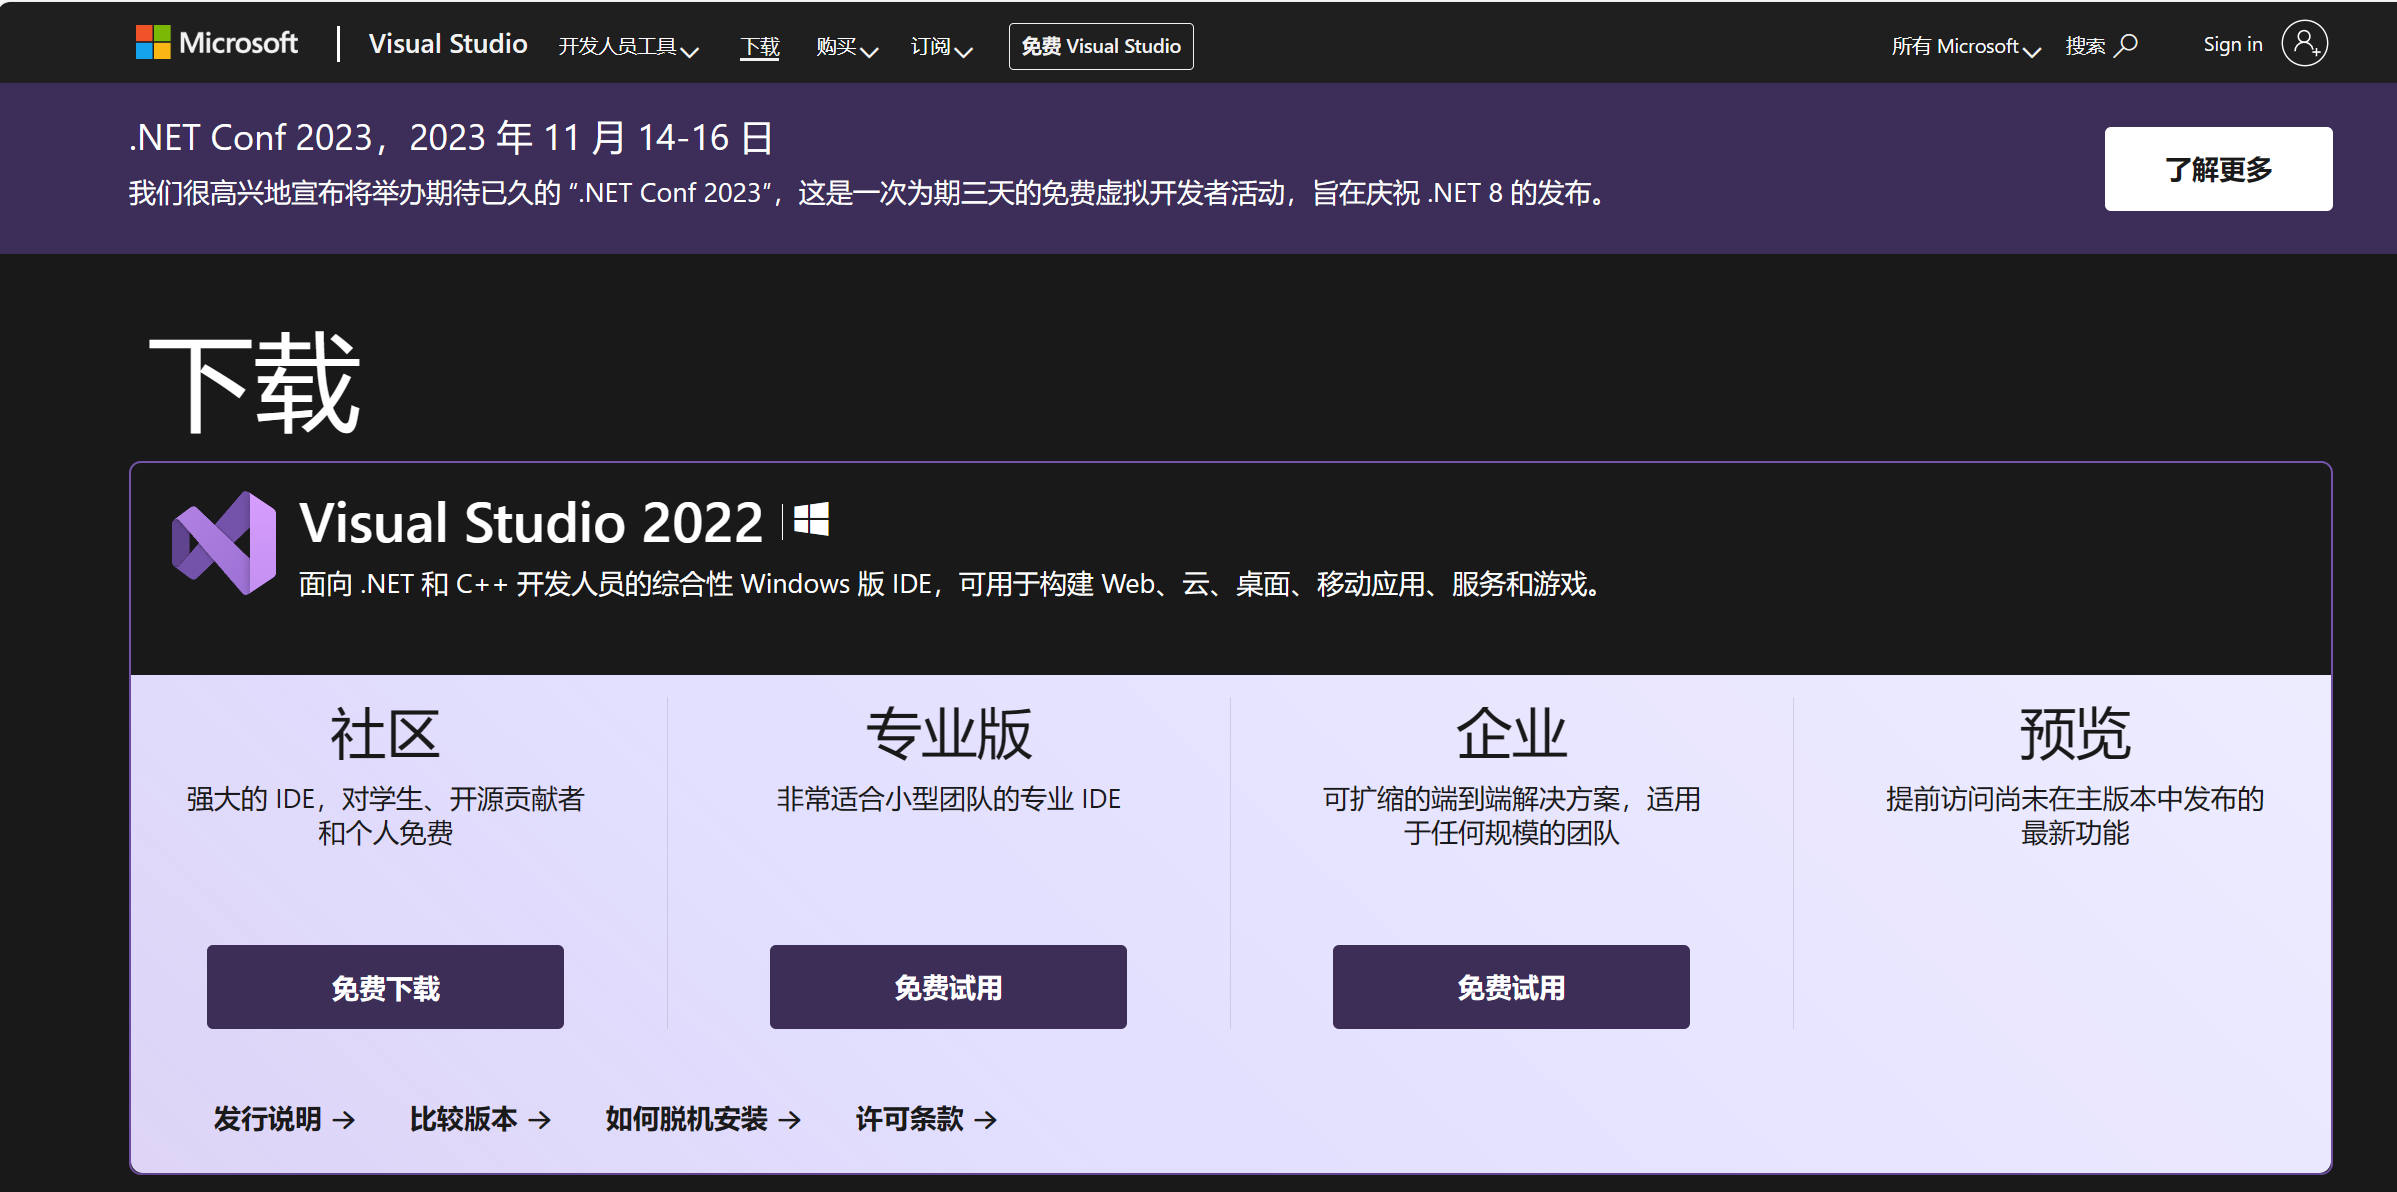 Microsoft
Visual Studio 开发人员工具 下载 购买 订阅 免费 Visual Studio 所有 Microsoft 搜索 Sign in
.NET Conf 2023，2023 年 11 月 14-16 日
我们很高兴地宣布将举办期待已久的 “.NET Conf 2023”，这是一次为期三天的免费虚拟开发者活动，旨在庆祝 .NET 8 的发布。
了解更多
下载
Visual Studio 2022
面向 .NET 和 C++ 开发人员的综合性 Windows 版 IDE，可用于构建 Web、云、桌面、移动应用、服务和游戏。
社区
强大的 IDE，对学生、开源贡献者
和个人免费
免费下载
专业版
非常适合小型团队的专业 IDE
免费试用
企业
可扩缩的端到端解决方案，适用
于任何规模的团队
免费试用
预览
提前访问尚未在主版本中发布的
最新功能
发行说明 → 比较版本 → 如何脱机安装 → 许可条款 →